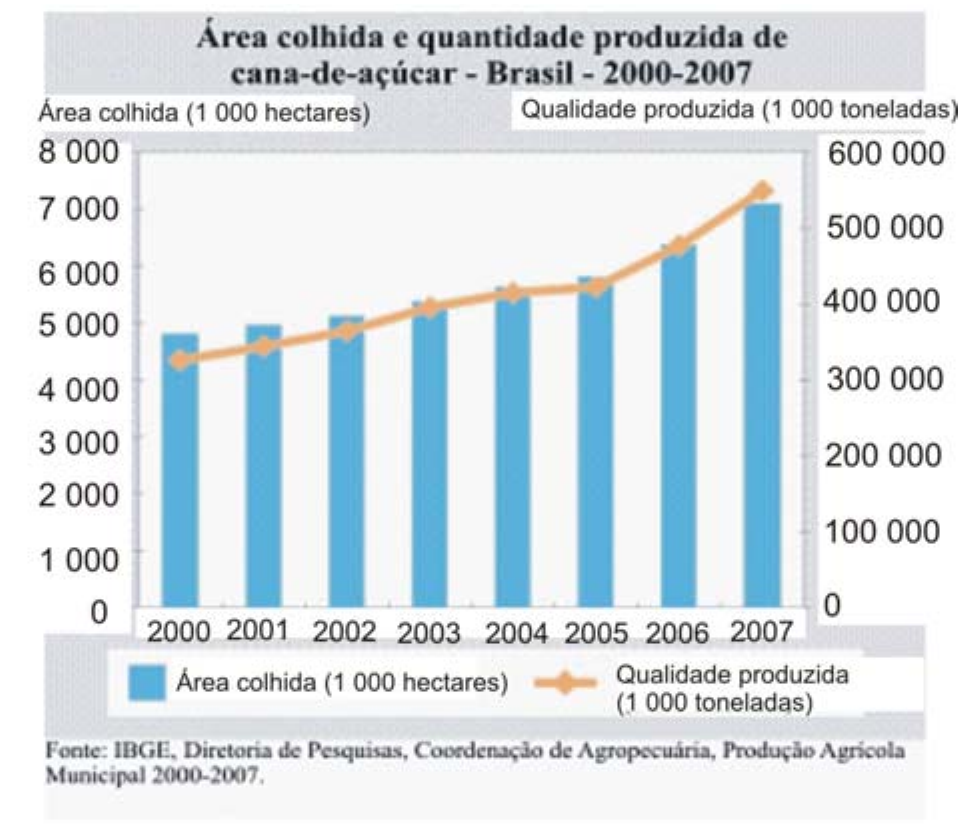 Área colhida e quantidade produzida de
cana-de-açúcar - Brasil - 2000-2007
Área colhida (1 000 hectares)
Qualidade produzida (1 000 toneladas)
8 000
7 000
6 000
5 000
4 000
3 000
2 000
1 000
0
600 000
500 000
400 000
300 000
200 000
100 000
0
2000 2001 2002 2003 2004 2005 2006 2007
Área colhida (1 000 hectares)
Qualidade produzida
(1 000 toneladas)
Fonte: IBGE, Diretoria de Pesquisas, Coordenação de Agropecuária, Produção Agrícola
Municipal 2000-2007.